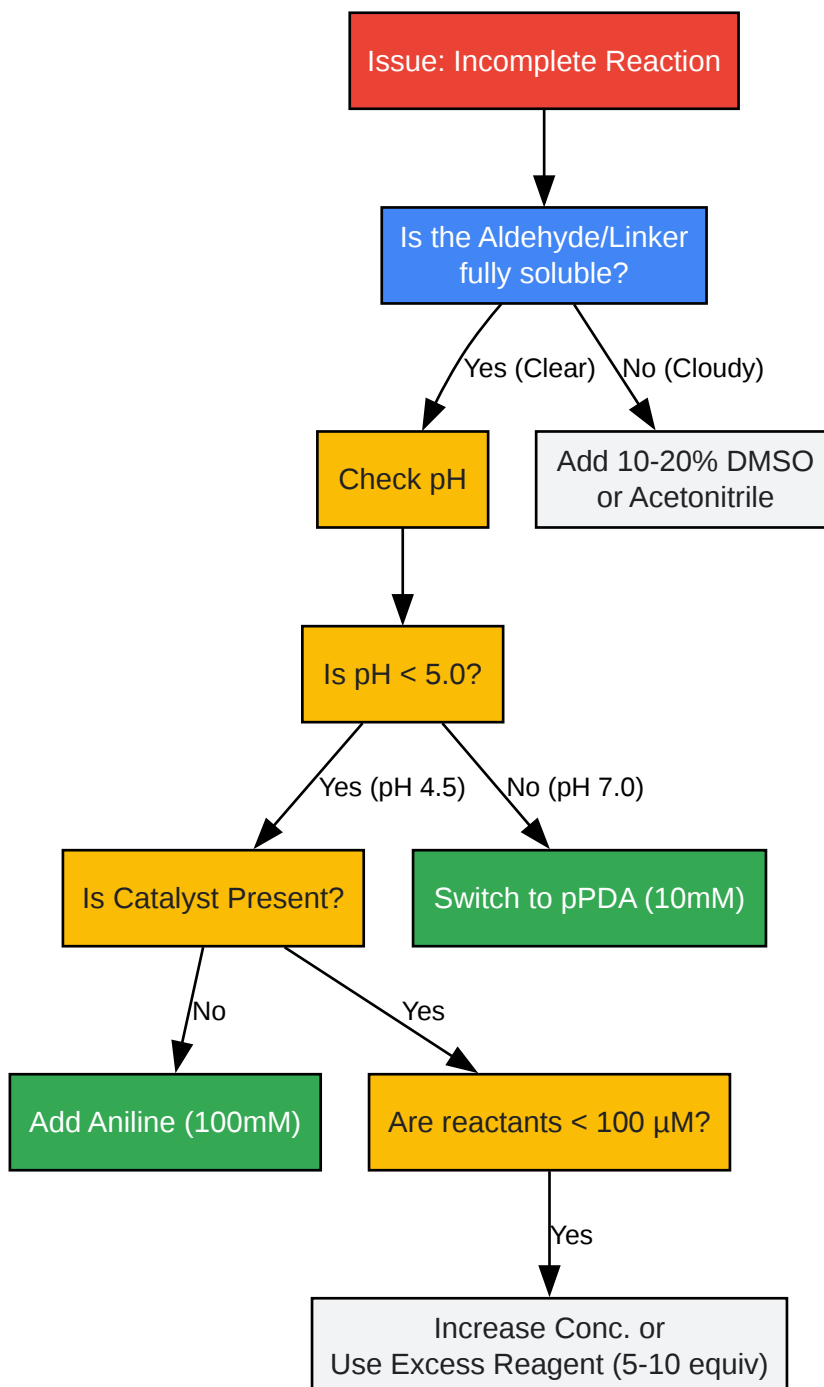 Issue: Incomplete Reaction
Is the Aldehyde/Linker
fully soluble?
Yes (Clear)
No (Cloudy)
Check pH
Add 10-20% DMSO
or Acetonitrile
Is pH < 5.0?
Yes (pH 4.5)
No (pH 7.0)
Is Catalyst Present?
Switch to pPDA (10mM)
No
Yes
Add Aniline (100mM)
Are reactants < 100 µM?
Yes
Increase Conc. or
Use Excess Reagent (5-10 equiv)